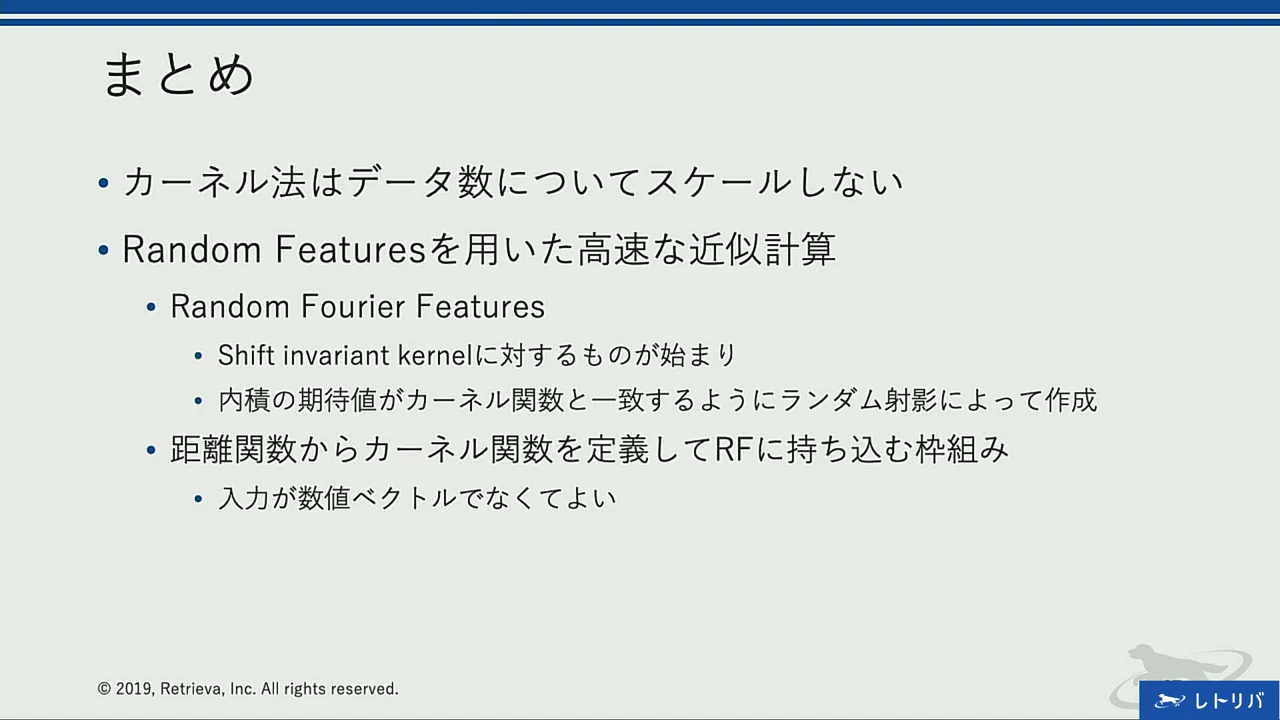 まとめ
• カーネル法はデータ数についてスケールしない
• Random Featuresを用いた高速な近似計算
• Random Fourier Features
• Shift invariant kernelに対するものが始まり
• 内積の期待値がカーネル関数と一致するようにランダム射影によって作成
• 距離関数からカーネル関数を定義してRFに持ち込む枠組み
• 入力が数値ベクトルでなくてよい
© 2019, Retrieva, Inc. All rights reserved.
レトリバ